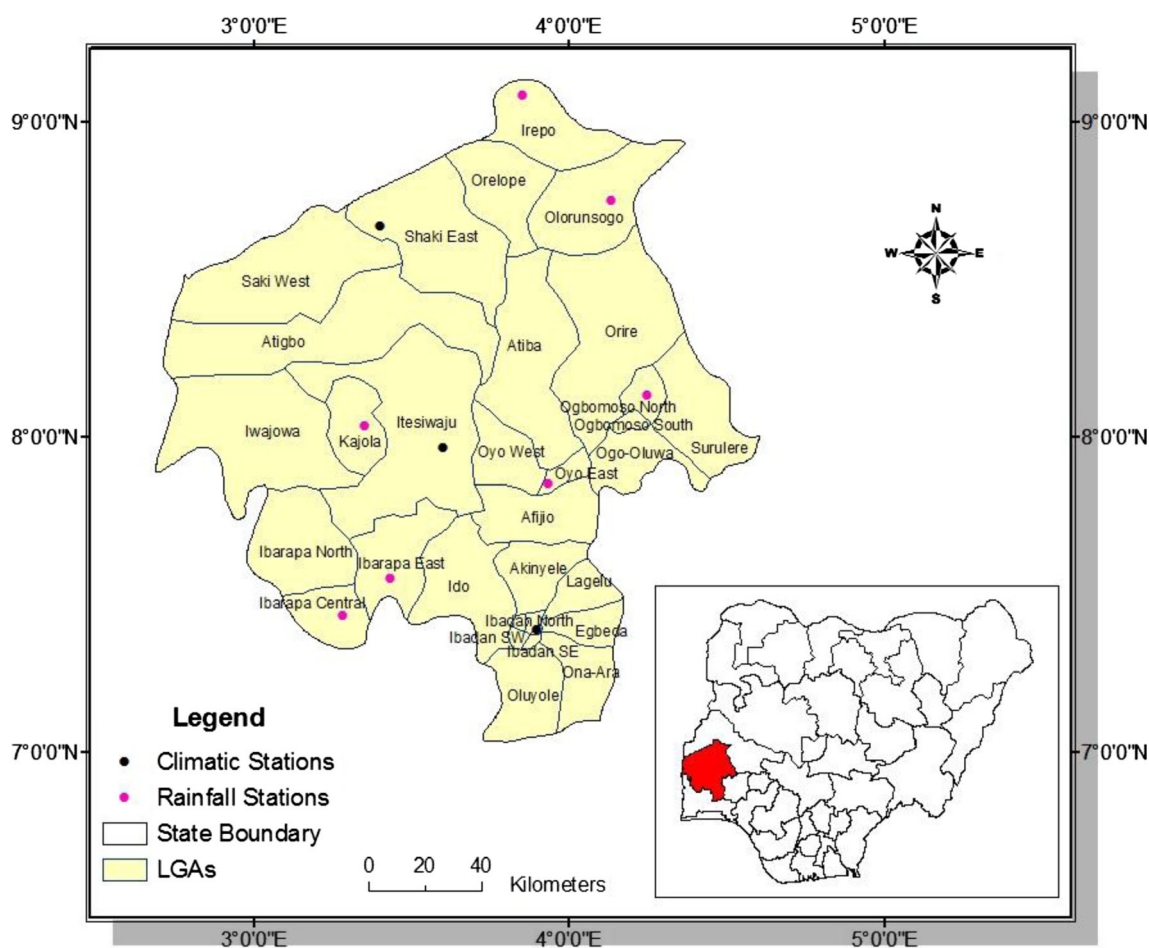 3°0'0"E 4°0'0"E 5°0'0"E
9°0'0"N 9°0'0"N
Irepo
Orelope
Olorunsogo
Shaki East
N
W E
S
Saki West
Orire
Atigbo
Atiba
Ogbomoso North
Itesiwaju
Ogbomoso South
8°0'0"N 8°0'0"N
Iwajowa
Kajola
Oyo West
Ogo-Oluwa
Surulere
Oyo East
Afijio
Ibarapa North
Ibarapa East
Akinyele
Ido
Lagelu
Ibarapa Central
Ibadan North
Egbeda
Ibadan SW
Ibadan SE
Ona-Ara
Oluyole
Legend
7°0'0"N 7°0'0"N
Climatic Stations
Rainfall Stations
State Boundary
LGAs
0 20 40
Kilometers
3°0'0"E 4°0'0"E 5°0'0"E